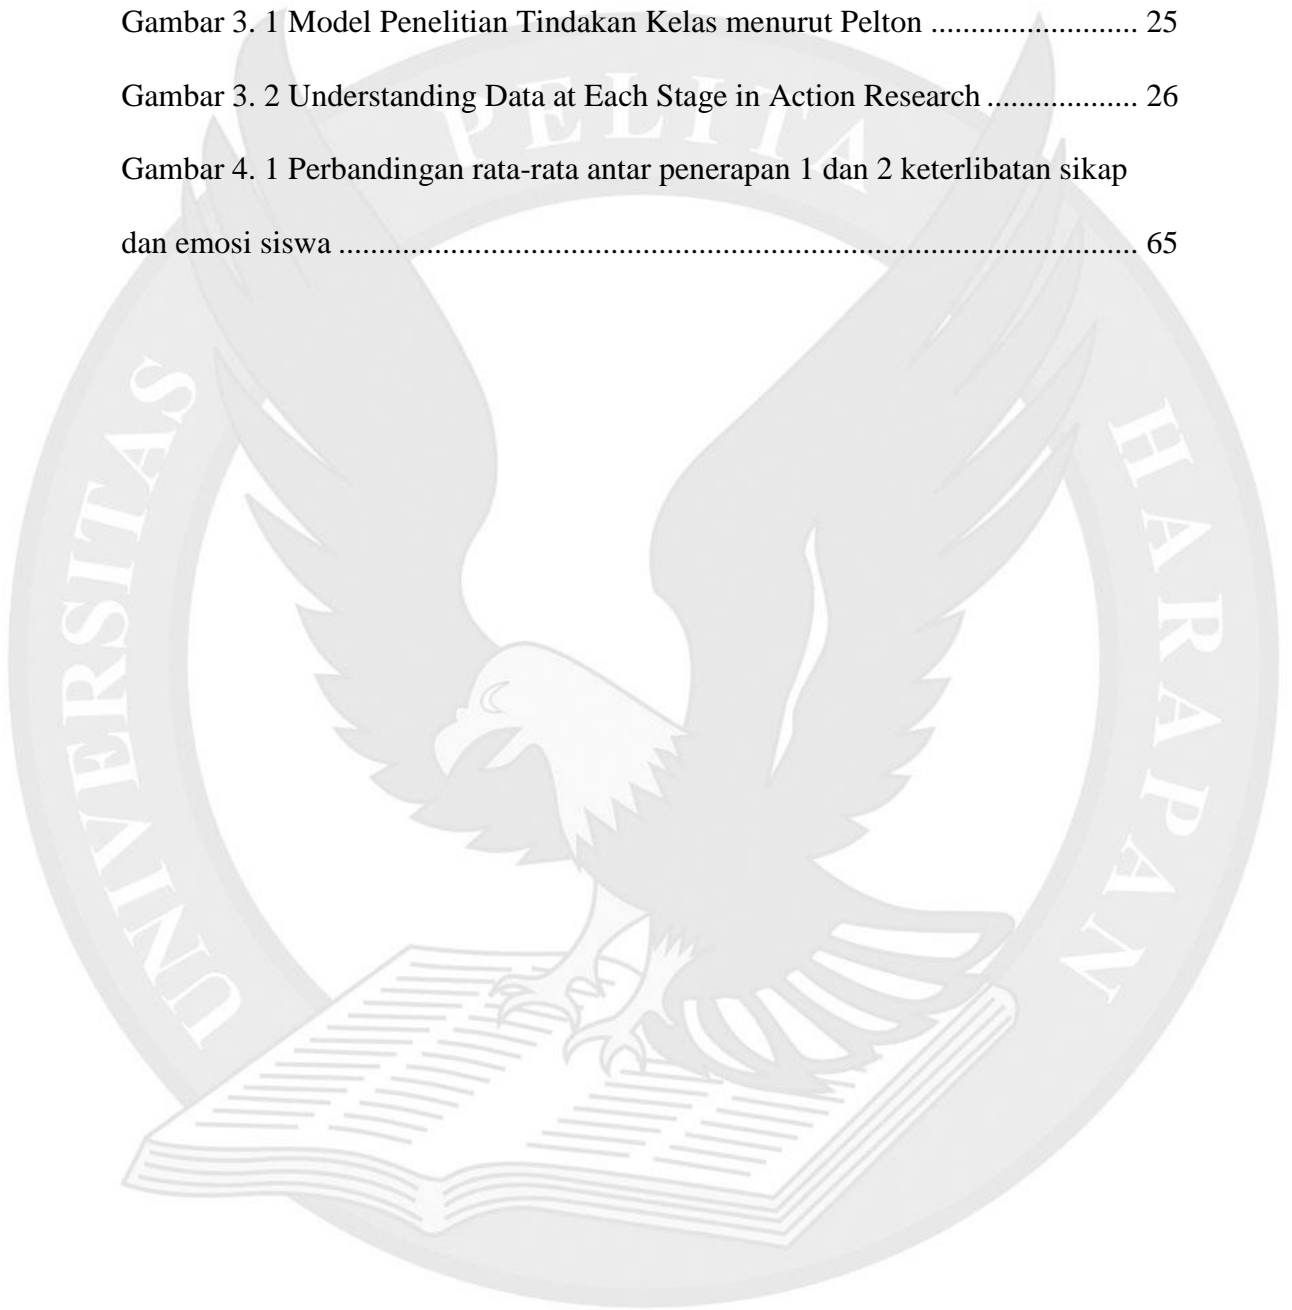 Gambar 3. 1 Model Penelitian Tindakan Kelas menurut Pelton .......................... 25
Gambar 3. 2 Understanding Data at Each Stage in Action Research ................... 26
Gambar 4. 1 Perbandingan rata-rata antar penerapan 1 dan 2 keterlibatan sikap
dan emosi siswa .................................................................................................... 65
UNIVERSITAS PELITA HARAPAN